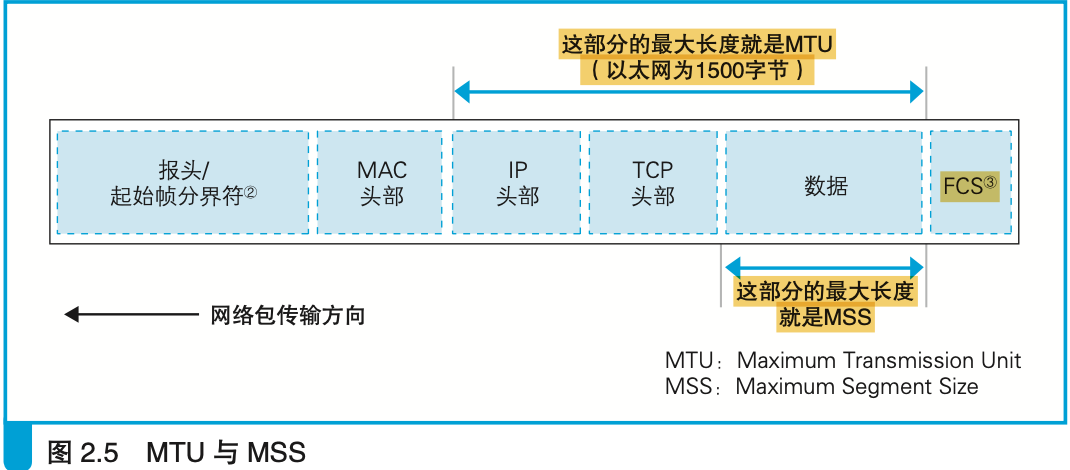 这部分的最大长度就是MTU
（以太网为1500字节）
报头/
起始帧分界符②
MAC
头部
IP
头部
TCP
头部
数据
FCS③
这部分的最大长度
就是MSS
网络包传输方向
MTU：Maximum Transmission Unit
MSS：Maximum Segment Size
图 2.5 MTU 与 MSS